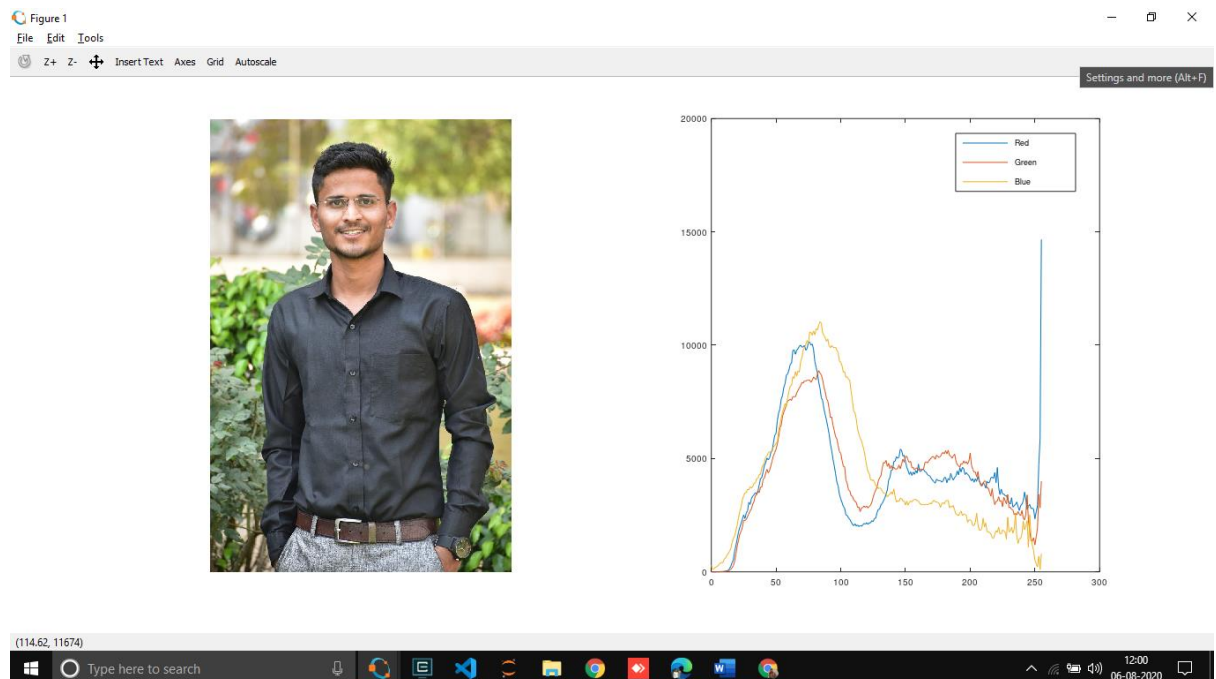 Figure 1
File Edit Tools
Z+ Z- Insert Text Axes Grid Autoscale
Settings and more (Alt+F)
20000
15000
10000
5000
0
0 50 100 150 200 250 300
Red
Green
Blue
(114.62, 11674)
Type here to search
12:00
06-08-2020